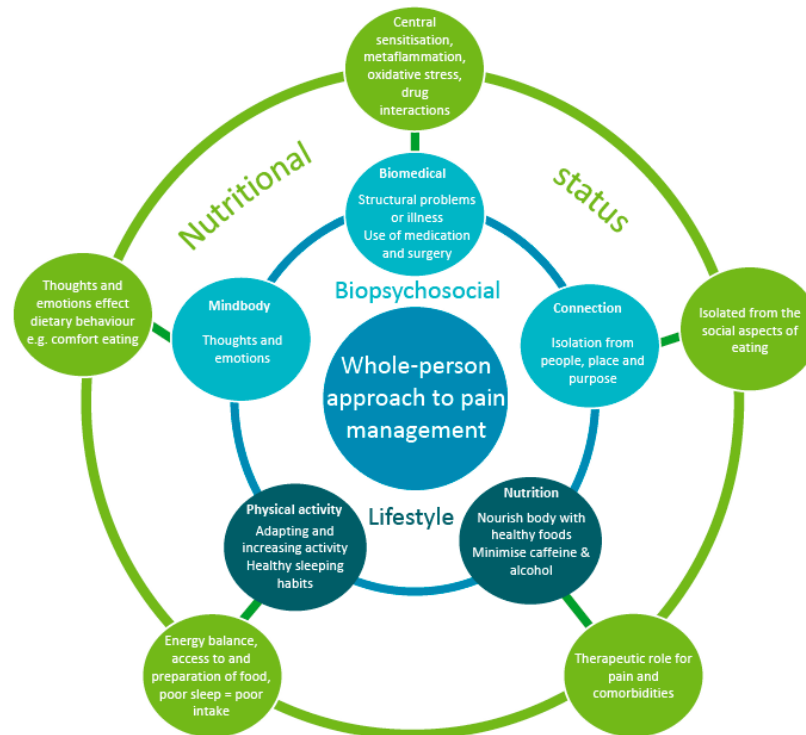 Central
sensitisation,
metaflammation,
oxidative stress,
drug
interactions
Nutritional
status
Biomedical
Structural problems
or illness
Use of medication
and surgery
Biopsychosocial
Thoughts and
emotions effect
dietary behaviour
e.g. comfort eating
Mindbody
Thoughts and
emotions
Connection
Isolation from
people, place and
purpose
Isolated from the
social aspects of
eating
Whole-person
approach to pain
management
Lifestyle
Physical activity
Adapting and
increasing activity
Healthy sleeping
habits
Nutrition
Nourish body with
healthy foods
Minimise caffeine &
alcohol
Energy balance,
access to and
preparation of food,
poor sleep = poor
intake
Therapeutic role for
pain and
comorbidities